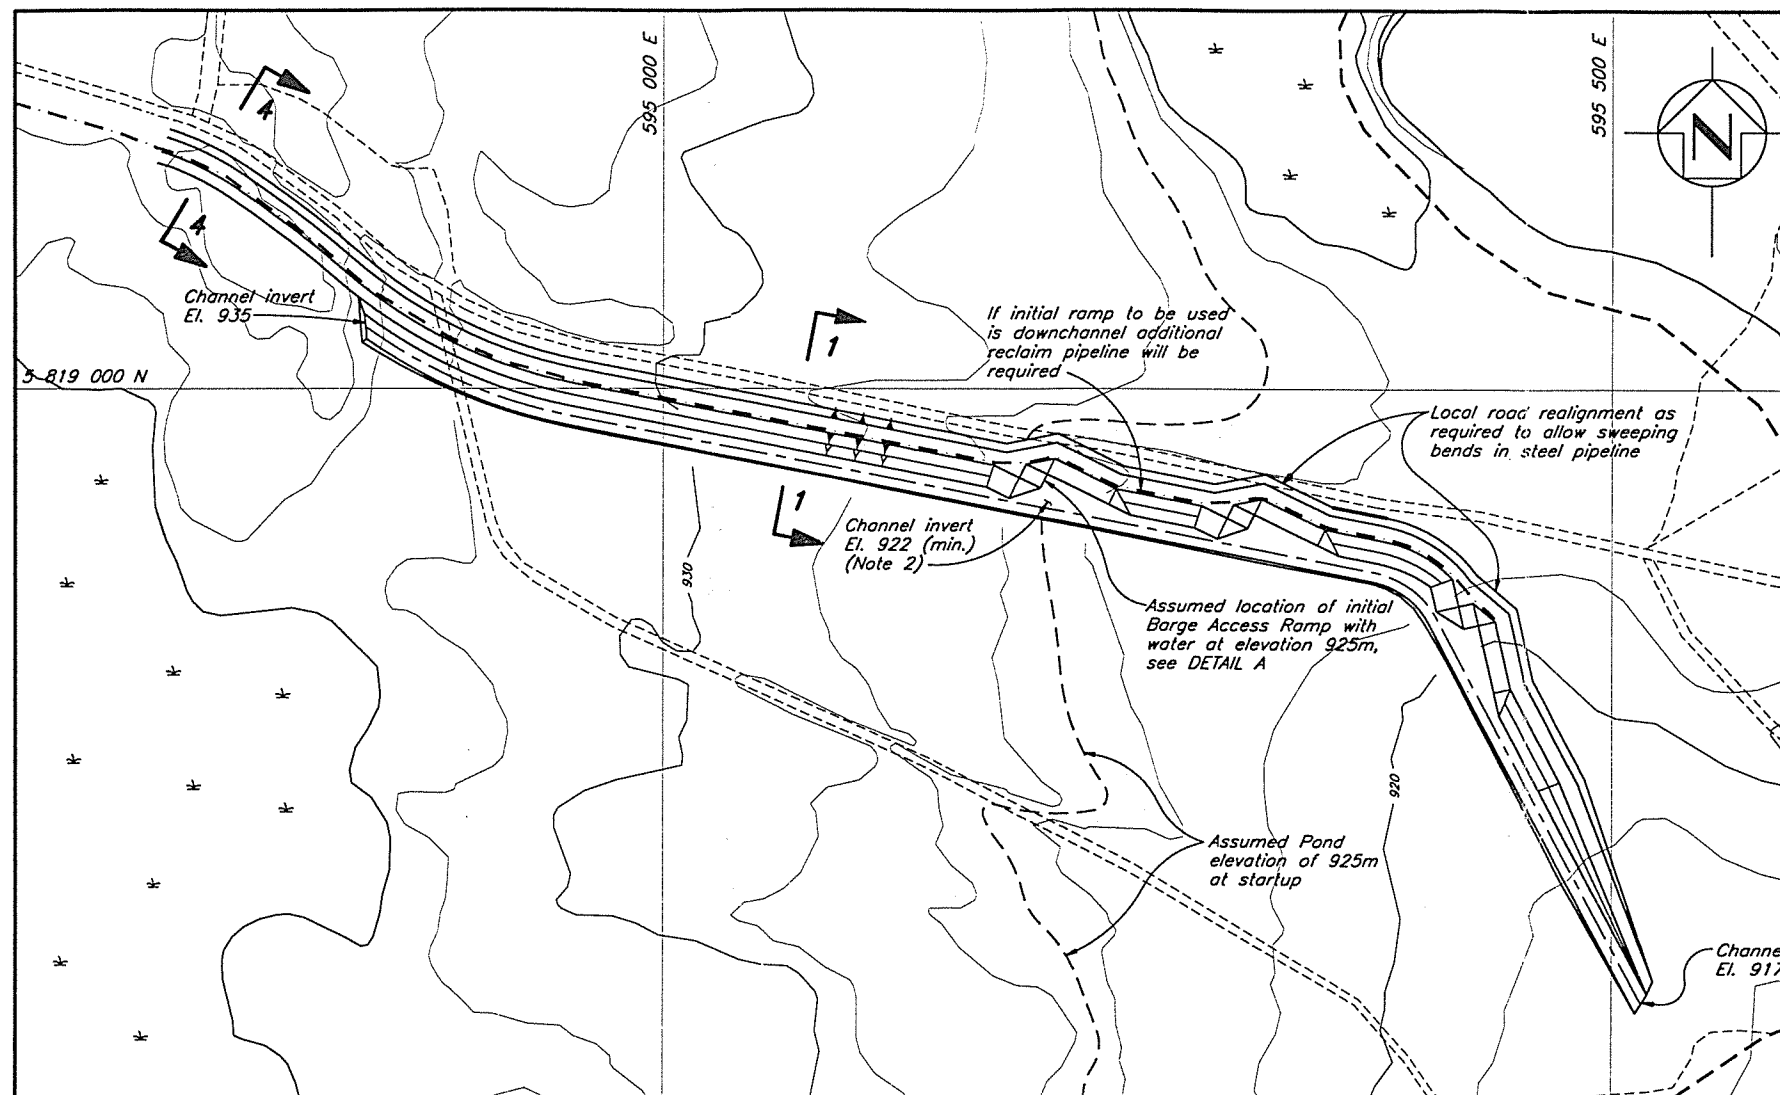 595 000 E
595 500 E
N
4
4
Channel invert
El. 935
5 819 000 N
1
1
If initial ramp to be used
is downchannel additional
reclaim pipeline will be
required
Local road realignment as
required to allow sweeping
bends in steel pipeline
Channel invert
El. 922 (min.)
(Note 2)
930
Assumed location of initial
Barge Access Ramp with
water at elevation 925m,
see DETAIL A
920
Assumed Pond
elevation of 925m
at startup
Channe
El. 917